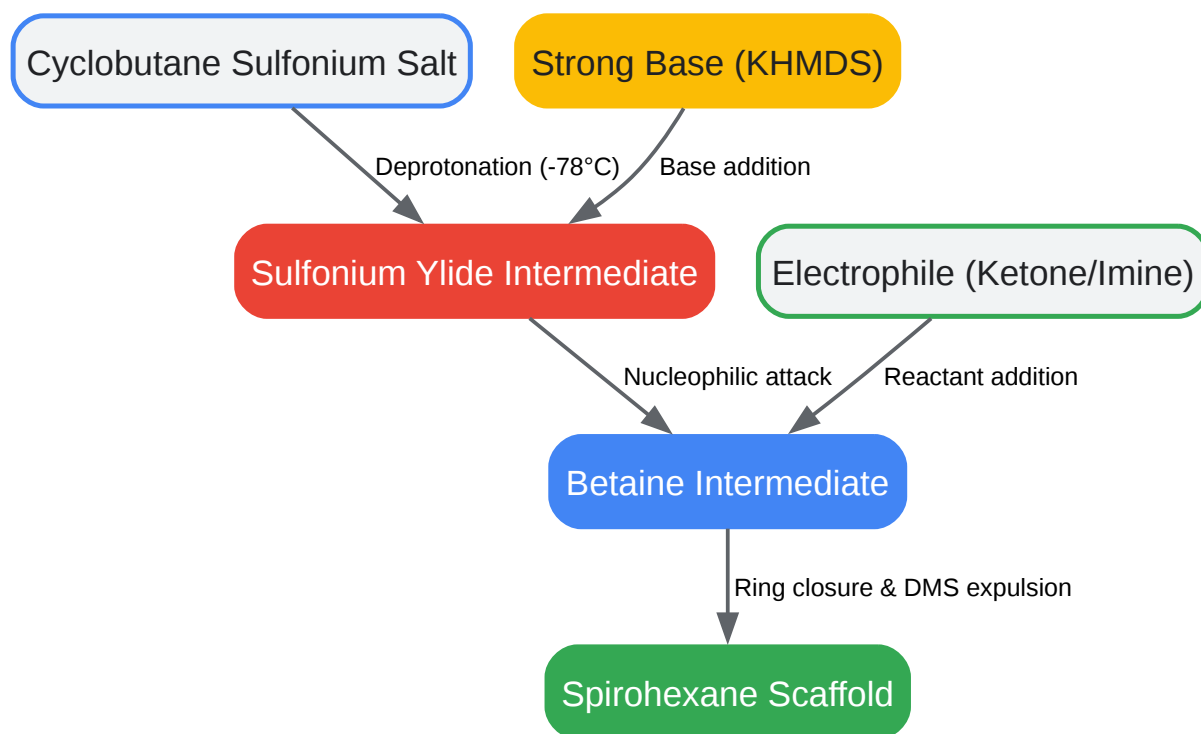 Cyclobutane Sulfonium Salt
Strong Base (KHMDS)
Deprotonation (-78°C)
Base addition
Sulfonium Ylide Intermediate
Electrophile (Ketone/Imine)
Nucleophilic attack
Reactant addition
Betaine Intermediate
Ring closure & DMS expulsion
Spirohexane Scaffold